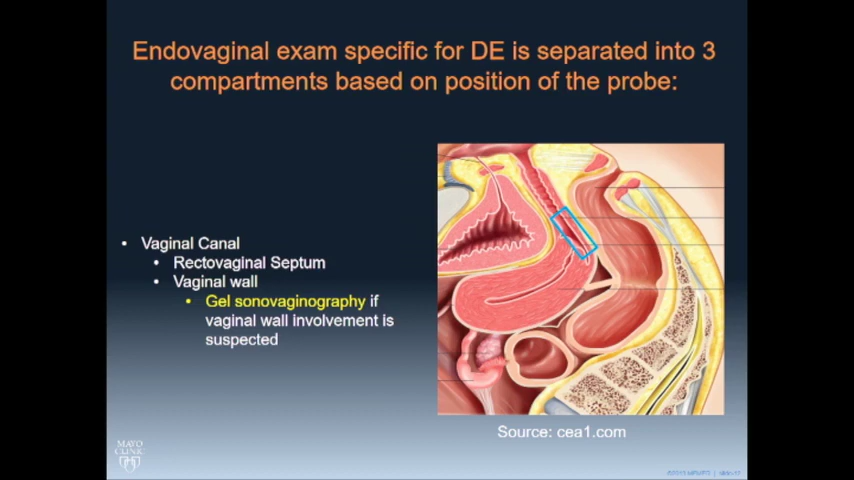 Endovaginal exam specific for DE is separated into 3
compartments based on position of the probe:
• Vaginal Canal
• Rectovaginal Septum
• Vaginal wall
• Gel sonovaginography if
vaginal wall involvement is
suspected
Source: cea1.com
MAYO
CLINIC